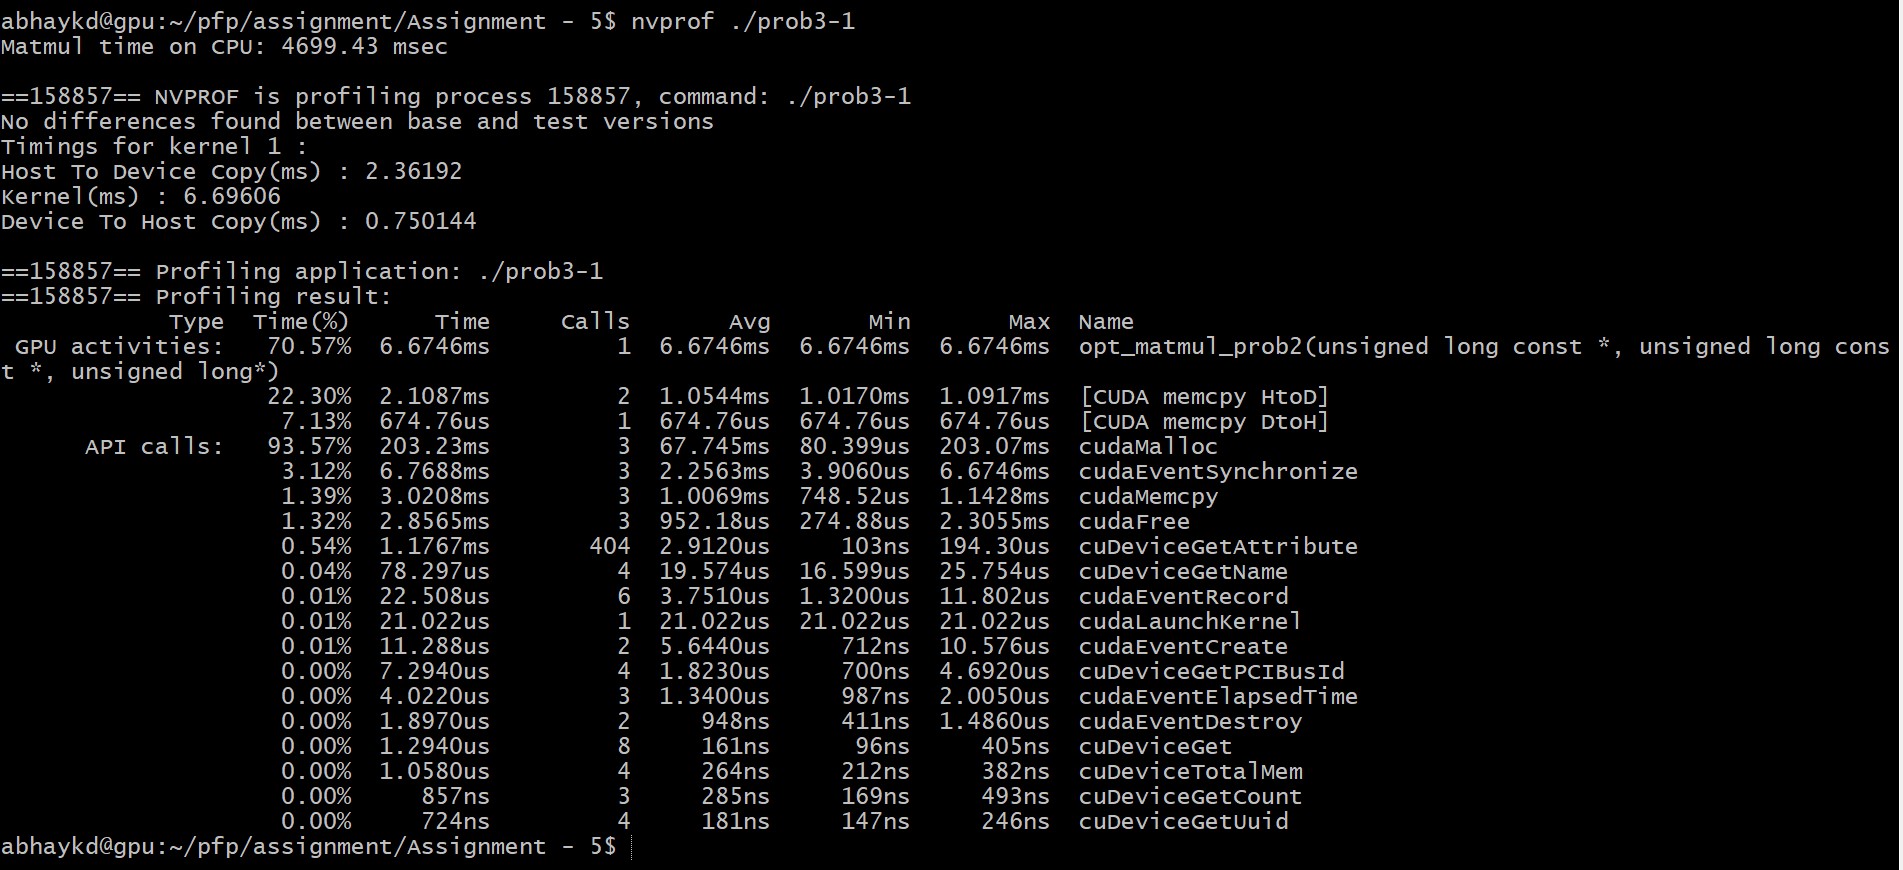 abhaykd@gpu:~/pfp/assignment/Assignment - 5$ nvprof ./prob3-1
Matmul time on CPU: 4699.43 msec
==158857== NVPROF is profiling process 158857, command: ./prob3-1
No differences found between base and test versions
Timings for kernel 1 :
Host To Device Copy(ms) : 2.36192
Kernel(ms) : 6.69606
Device To Host Copy(ms) : 0.750144
==158857== Profiling application: ./prob3-1
==158857== Profiling result:
Type Time(%) Time Calls Avg Min Max Name
GPU activities: 70.57% 6.6746ms 1 6.6746ms 6.6746ms 6.6746ms opt_matmul_prob2(unsigned long const *, unsigned long cons
t *, unsigned long*)
22.30% 2.1087ms 2 1.0544ms 1.0170ms 1.0917ms [CUDA memcpy HtoD]
7.13% 674.76us 1 674.76us 674.76us 674.76us [CUDA memcpy DtoH]
API calls: 93.57% 203.23ms 3 67.745ms 80.399us 203.07ms cudaMalloc
3.12% 6.7688ms 3 2.2563ms 3.9060us 6.6746ms cudaEventSynchronize
1.39% 3.0208ms 3 1.0069ms 748.52us 1.1428ms cudaMemcpy
1.32% 2.8565ms 3 952.18us 274.88us 2.3055ms cudaFree
0.54% 1.1767ms 404 2.9120us 103ns 194.30us cuDeviceGetAttribute
0.04% 78.297us 4 19.574us 16.599us 25.754us cuDeviceGetName
0.01% 22.508us 6 3.7510us 1.3200us 11.802us cudaEventRecord
0.01% 21.022us 1 21.022us 21.022us 21.022us cudaLaunchKernel
0.01% 11.288us 2 5.6440us 712ns 10.576us cudaEventCreate
0.00% 7.2940us 4 1.8230us 700ns 4.6920us cuDeviceGetPCIBusId
0.00% 4.0220us 3 1.3400us 987ns 2.0050us cudaEventElapsedTime
0.00% 1.8970us 2 948ns 411ns 1.4860us cudaEventDestroy
0.00% 1.2940us 8 161ns 96ns 405ns cuDeviceGet
0.00% 1.0580us 4 264ns 212ns 382ns cuDeviceTotalMem
0.00% 857ns 3 285ns 169ns 493ns cuDeviceGetCount
0.00% 724ns 4 181ns 147ns 246ns cuDeviceGetUuid
abhaykd@gpu:~/pfp/assignment/Assignment - 5$